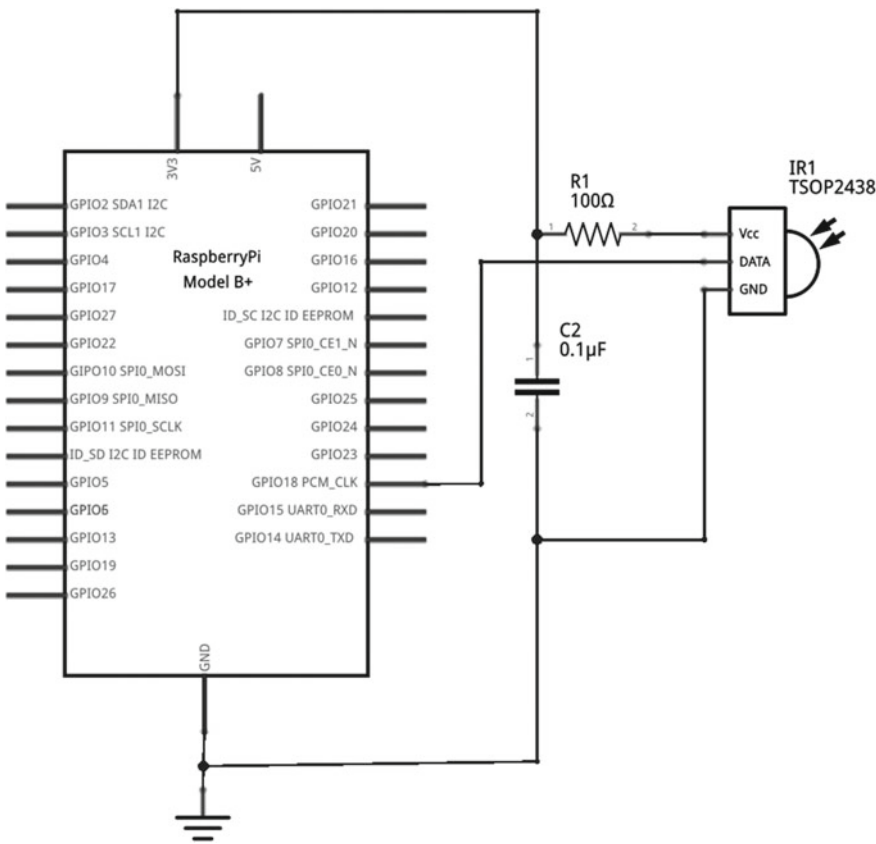 3V3
5V
GPIO2 SDA1 I2C
GPIO3 SCL1 I2C
GPIO4
GPIO17
GPIO27
GPIO22
GIPO10 SPI0_MOSI
GPIO9 SPI0_MISO
GPIO11 SPI0_SCLK
ID_SD I2C ID EEPROM
GPIO5
GPIO6
GPIO13
GPIO19
GPIO26
RaspberryPi
Model B+
GPIO21
GPIO20
GPIO16
GPIO12
ID_SC I2C ID EEPROM
GPIO7 SPI0_CE1_N
GPIO8 SPI0_CE0_N
GPIO25
GPIO24
GPIO23
GPIO18 PCM_CLK
GPIO15 UART0_RXD
GPIO14 UART0_TXD
GND
R1
100Ω
1
2
C2
0.1µF
1
2
IR1
TSOP2438
Vcc
DATA
GND